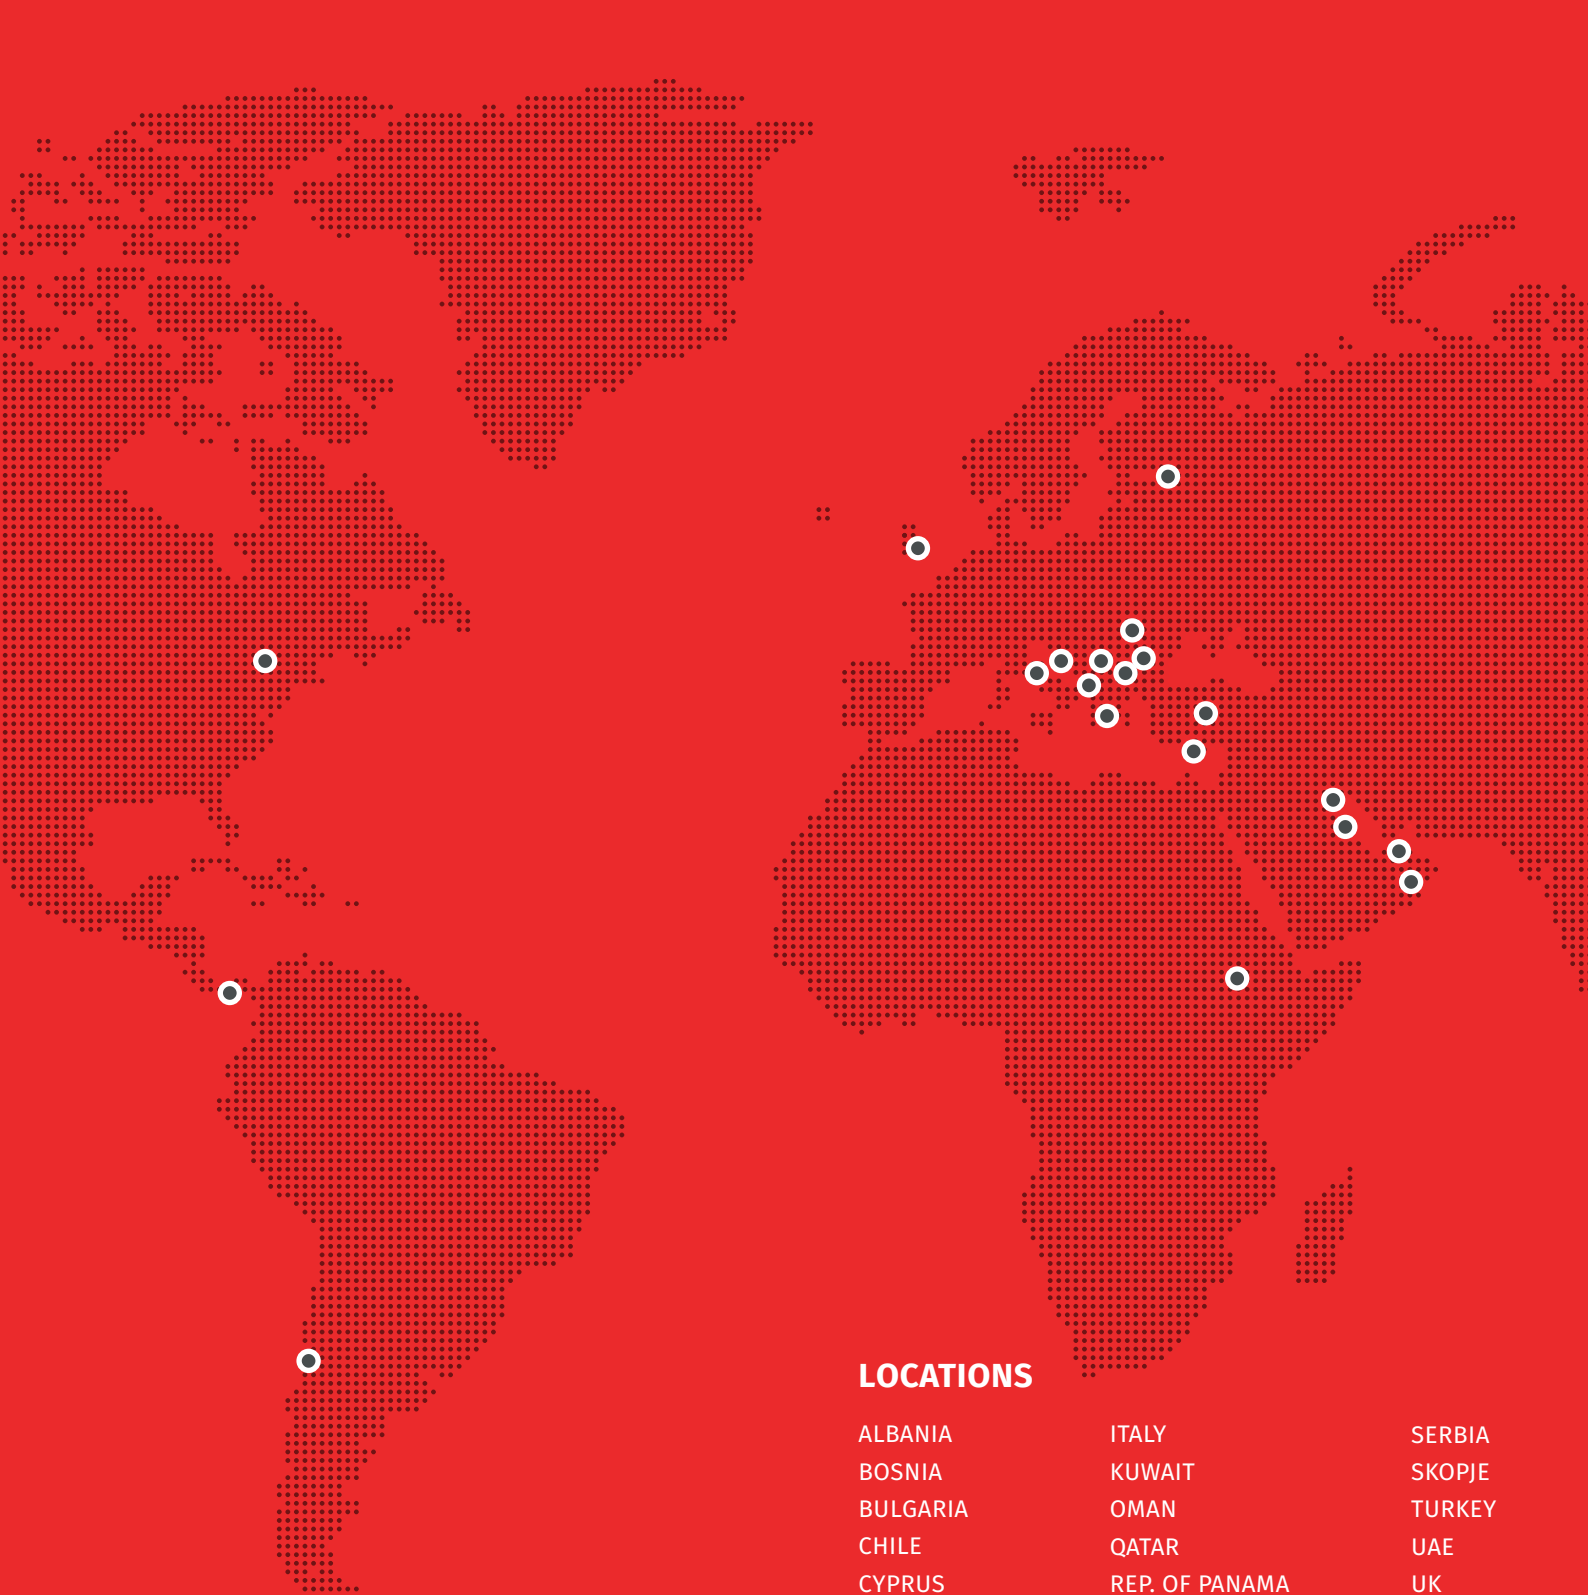 LOCATIONS
ALBANIA
BOSNIA
BULGARIA
CHILE
CYPRUS
ITALY
KUWAIT
OMAN
QATAR
REP. OF PANAMA
SERBIA
SKOPJE
TURKEY
UAE
UK